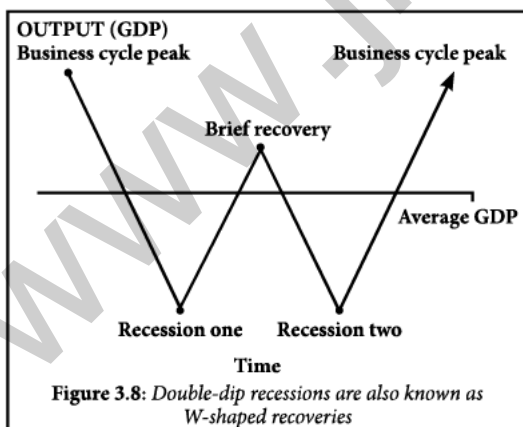 OUTPUT (GDP)
Business cycle peak
Business cycle peak
Brief recovery
Average GDP
Recession one
Recession two
Time
Figure 3.8: Double-dip recessions are also known as
W-shaped recoveries